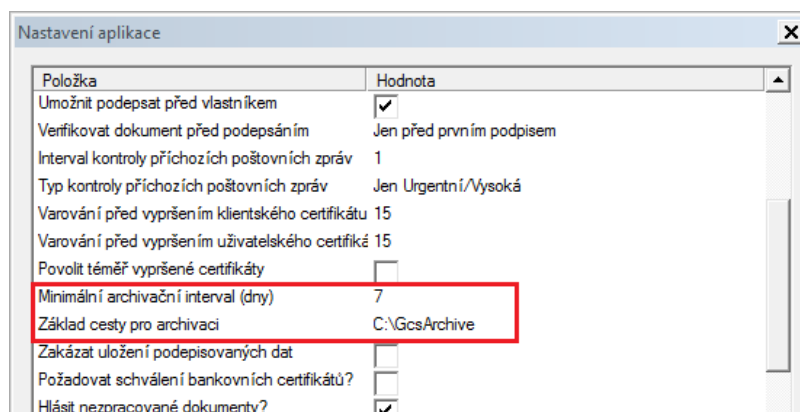 Nastavení aplikace
Položka Hodnota
Umožnit podepsat před vlastníkem
Verifikovat dokument před podepsáním Jen před prvním podpisem
Interval kontroly příchozích poštovních zpráv 1
Typ kontroly příchozích poštovních zpráv Jen Urgentní/Vysoká
Varování před vypršením klientského certifikátu 15
Varování před vypršením uživatelského certifiká 15
Povolit téměř vypršené certifikáty
Minimální archivační interval (dny) 7
Základ cesty pro archivaci C:\GcsArchive
Zakázat uložení podepisovaných dat
Požadovat schválení bankovních certifikátů?
Hlásit nezpracované dokumenty?